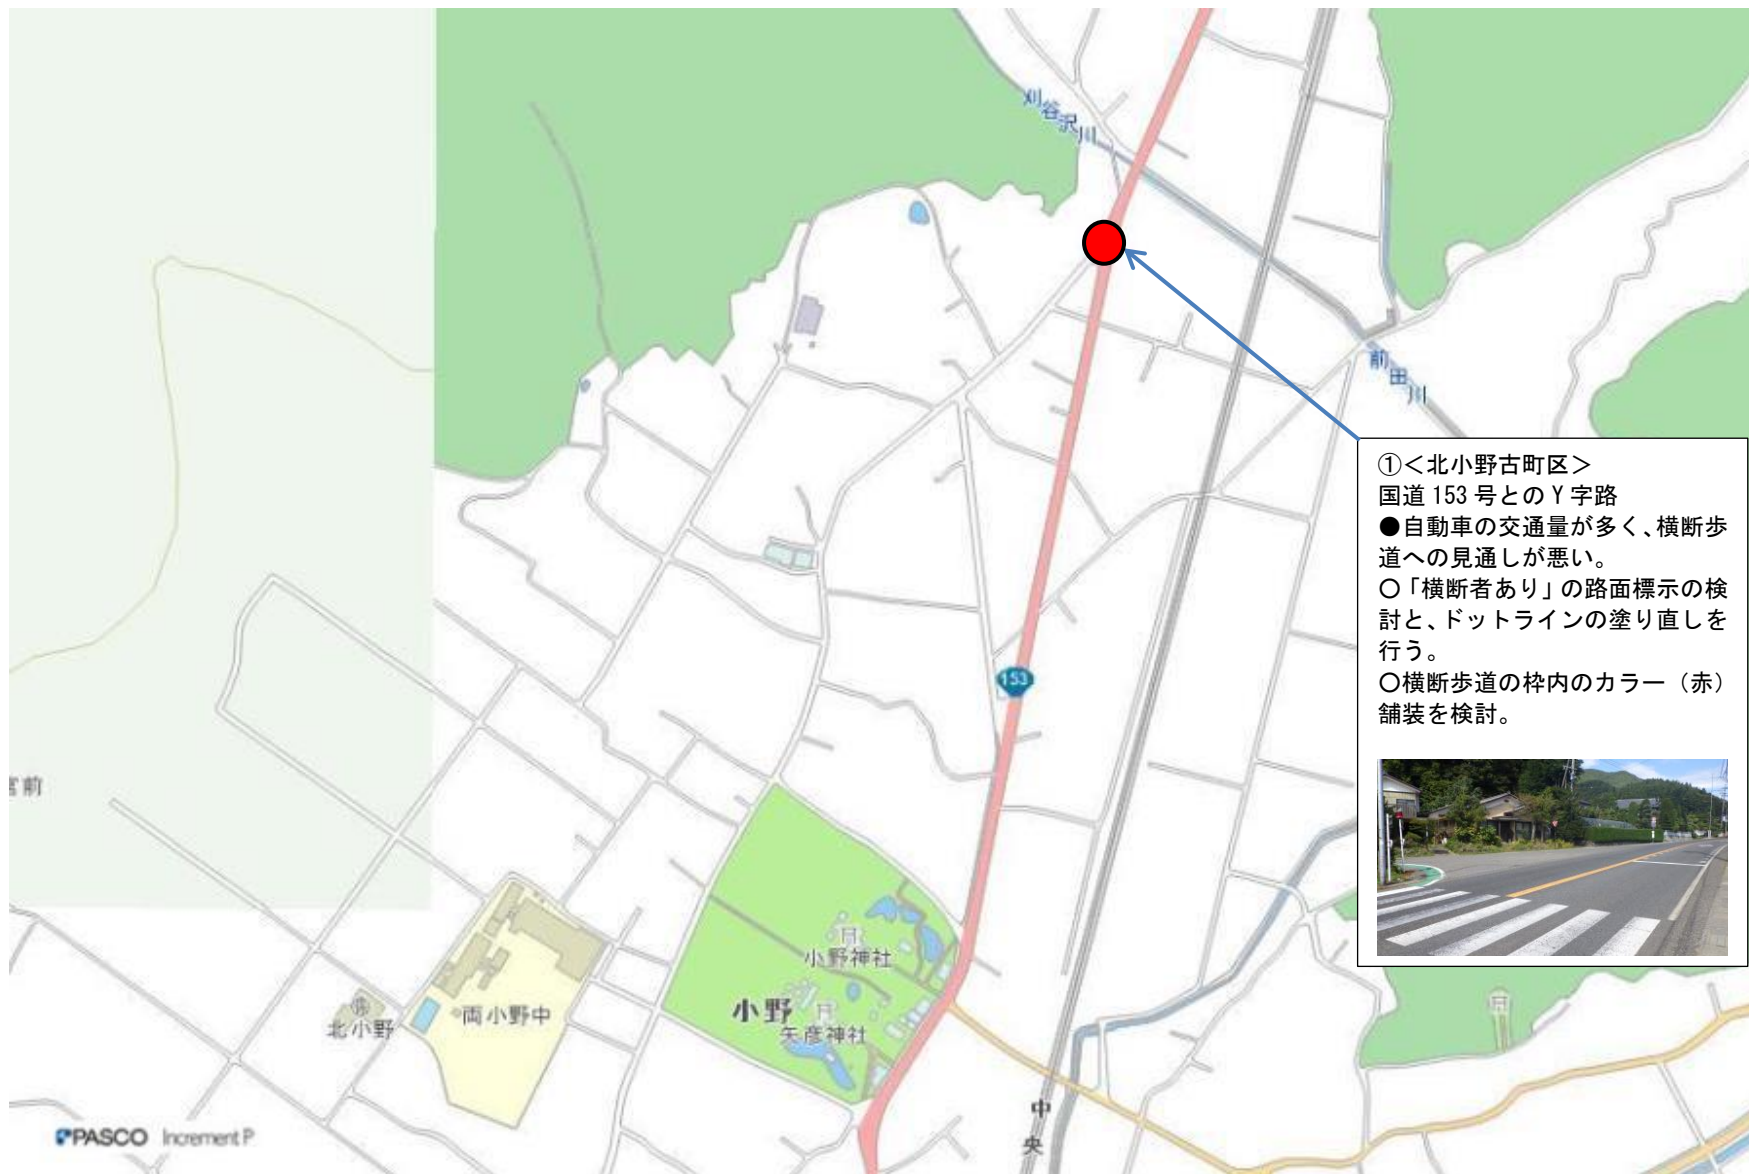 刈谷沢川
前田川
①＜北小野古町区＞
国道153号とのY字路
●自動車の交通量が多く、横断歩
道への見通しが悪い。
○「横断者あり」の路面標示の検
討と、ドットラインの塗り直しを
行う。
○横断歩道の枠内のカラー（赤）
舗装を検討。
153
宮前
小野神社
小野
矢彦神社
両小野中
北小野
中央
PASCO Increment P